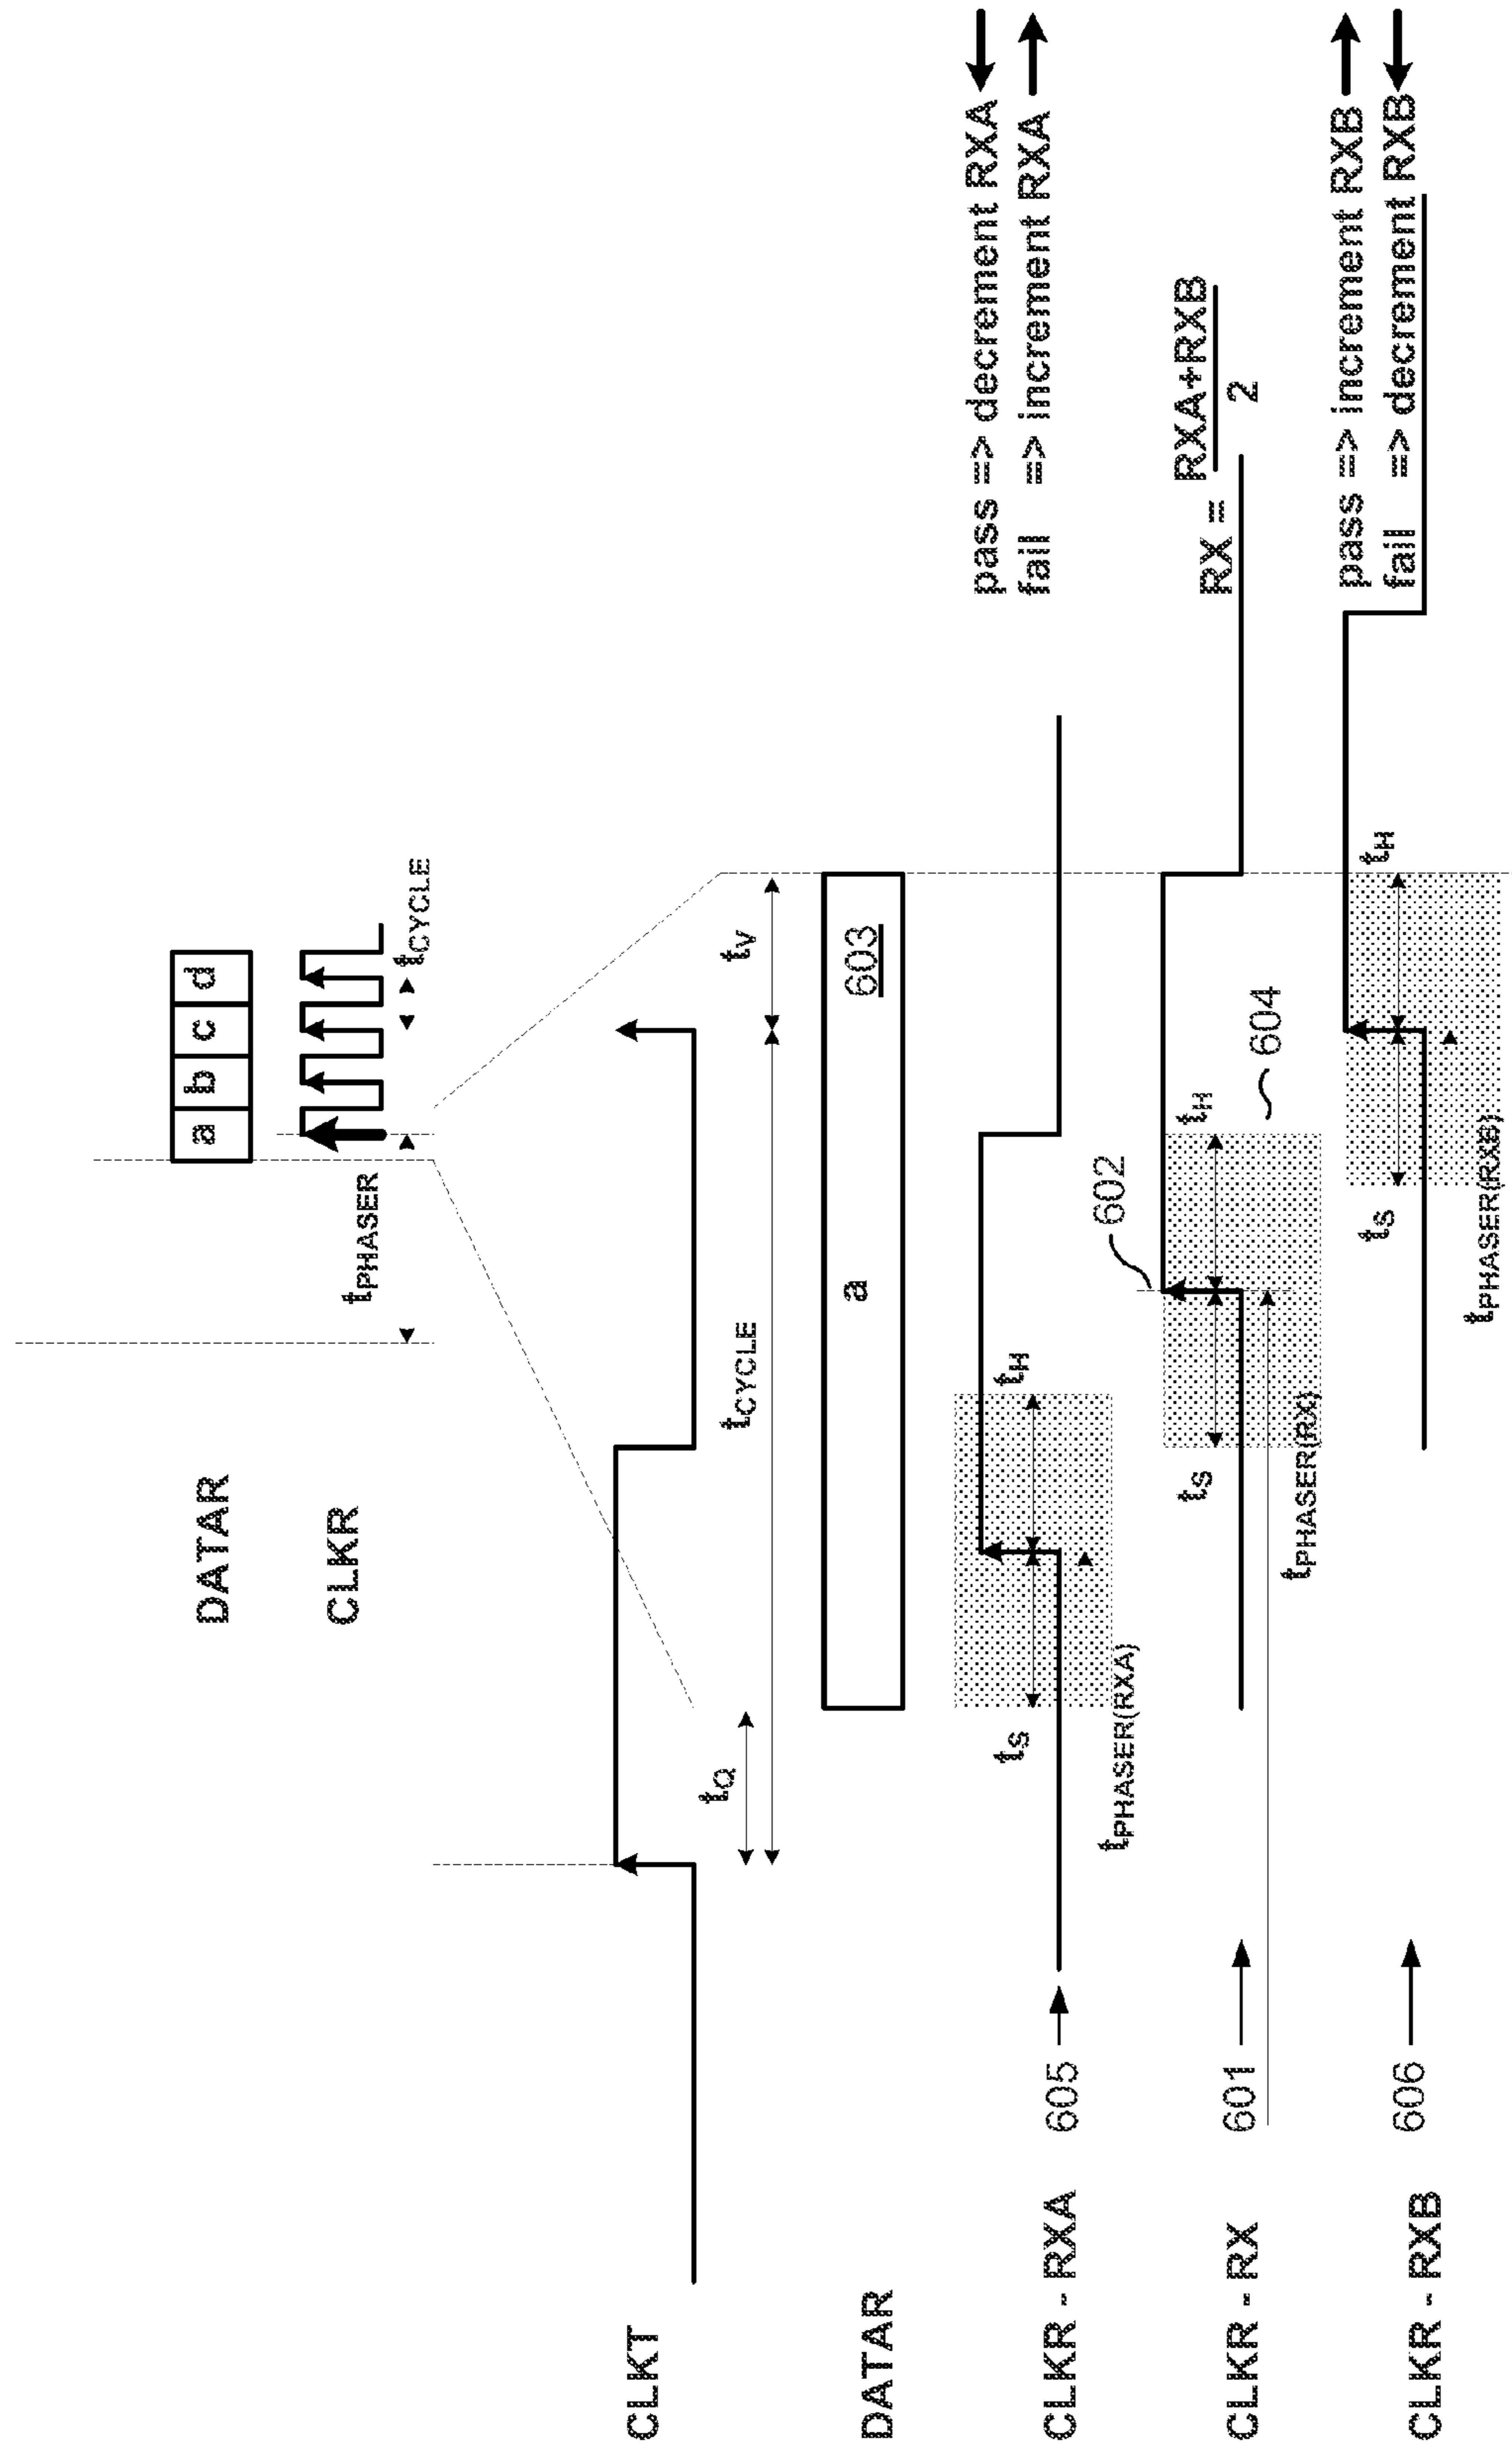 DATAR
a b c d
CLKR
tPHASER
tCYCLE
CLKT
tQ
tCYCLE
tV
DATAR
a
603
CLKR - RXA 605
tS
tH
tPHASER(RXA)
pass => decrement RXA
fail => increment RXA
CLKR - RX 601
602
tS
tH
604
tPHASER(RX)
RX = RXA+RXB
2
CLKR - RXB 606
tS
tH
tPHASER(RXB)
pass => increment RXB
fail => decrement RXB